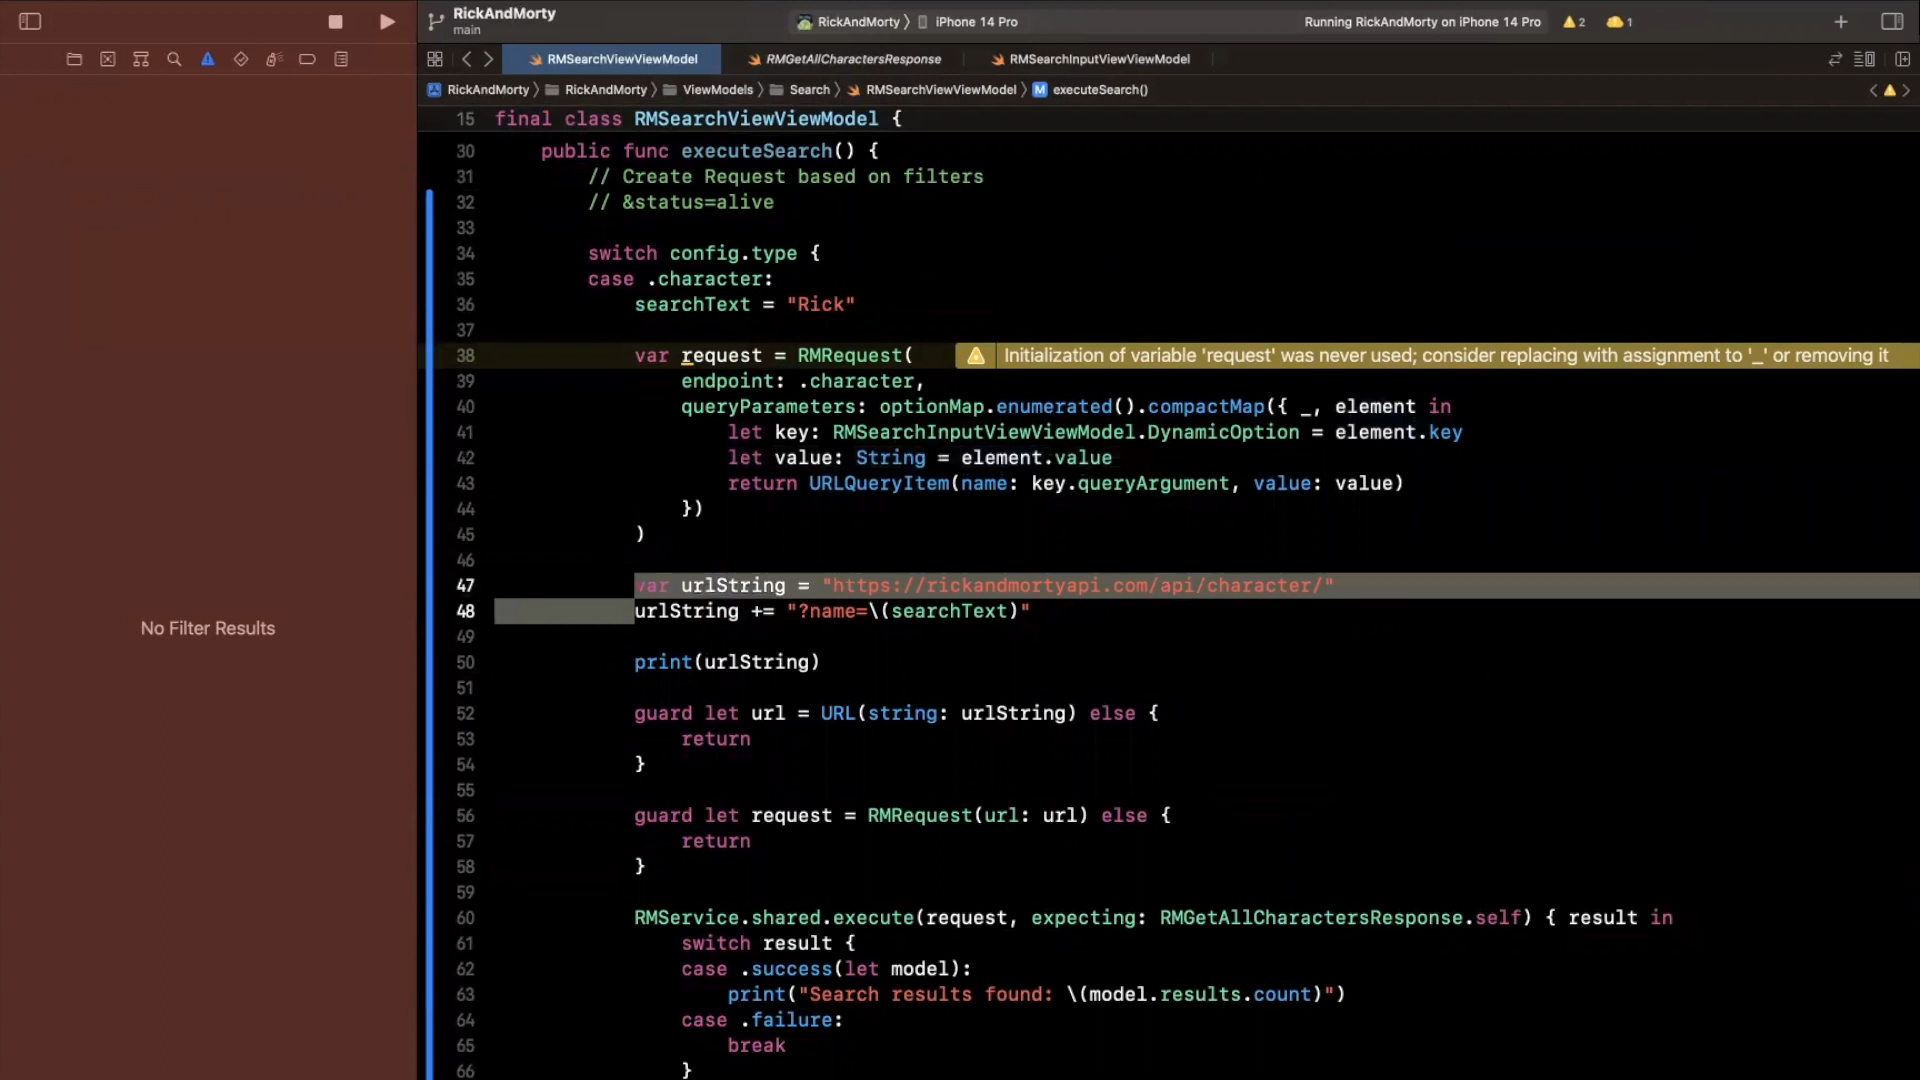 RickAndMorty
main
RickAndMorty
iPhone 14 Pro
Running RickAndMorty on iPhone 14 Pro
2
1
RMSearchViewViewModel
RMGetAllCharactersResponse
RMSearchInputViewViewModel
RickAndMorty
RickAndMorty
ViewModels
Search
RMSearchViewViewModel
M executeSearch()
No Filter Results
15 final class RMSearchViewViewModel {
30 public func executeSearch() {
31 // Create Request based on filters
32 // &status=alive
33
34 switch config.type {
35 case .character:
36 searchText = "Rick"
37
38 var request = RMRequest( Initialization of variable 'request' was never used; consider replacing with assignment to '_' or removing it
39 endpoint: .character,
40 queryParameters: optionMap.enumerated().compactMap({ _, element in
41 let key: RMSearchInputViewViewModel.DynamicOption = element.key
42 let value: String = element.value
43 return URLQueryItem(name: key.queryArgument, value: value)
44 })
45 )
46
47 var urlString = "https://rickandmortyapi.com/api/character/"
48 urlString += "?name=\(searchText)"
49
50 print(urlString)
51
52 guard let url = URL(string: urlString) else {
53 return
54 }
55
56 guard let request = RMRequest(url: url) else {
57 return
58 }
59
60 RMService.shared.execute(request, expecting: RMGetAllCharactersResponse.self) { result in
61 switch result {
62 case .success(let model):
63 print("Search results found: \(model.results.count)")
64 case .failure:
65 break
66 }